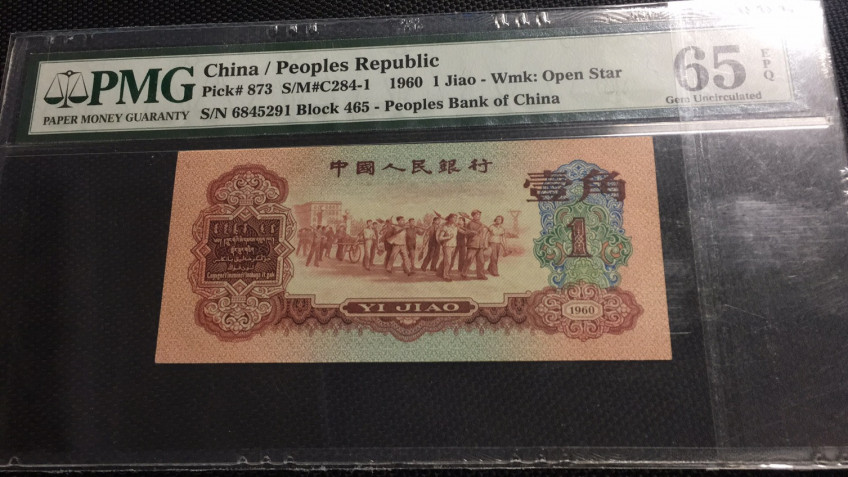 PMG
PAPER MONEY GUARANTY
China / Peoples Republic
Pick# 873 S/M#C284-1 1960 1 Jiao - Wmk: Open Star
S/N 6845291 Block 465 - Peoples Bank of China
65 EPQ
Gem Uncirculated
中國人民銀行
壹角
1
YI JIAO
1960